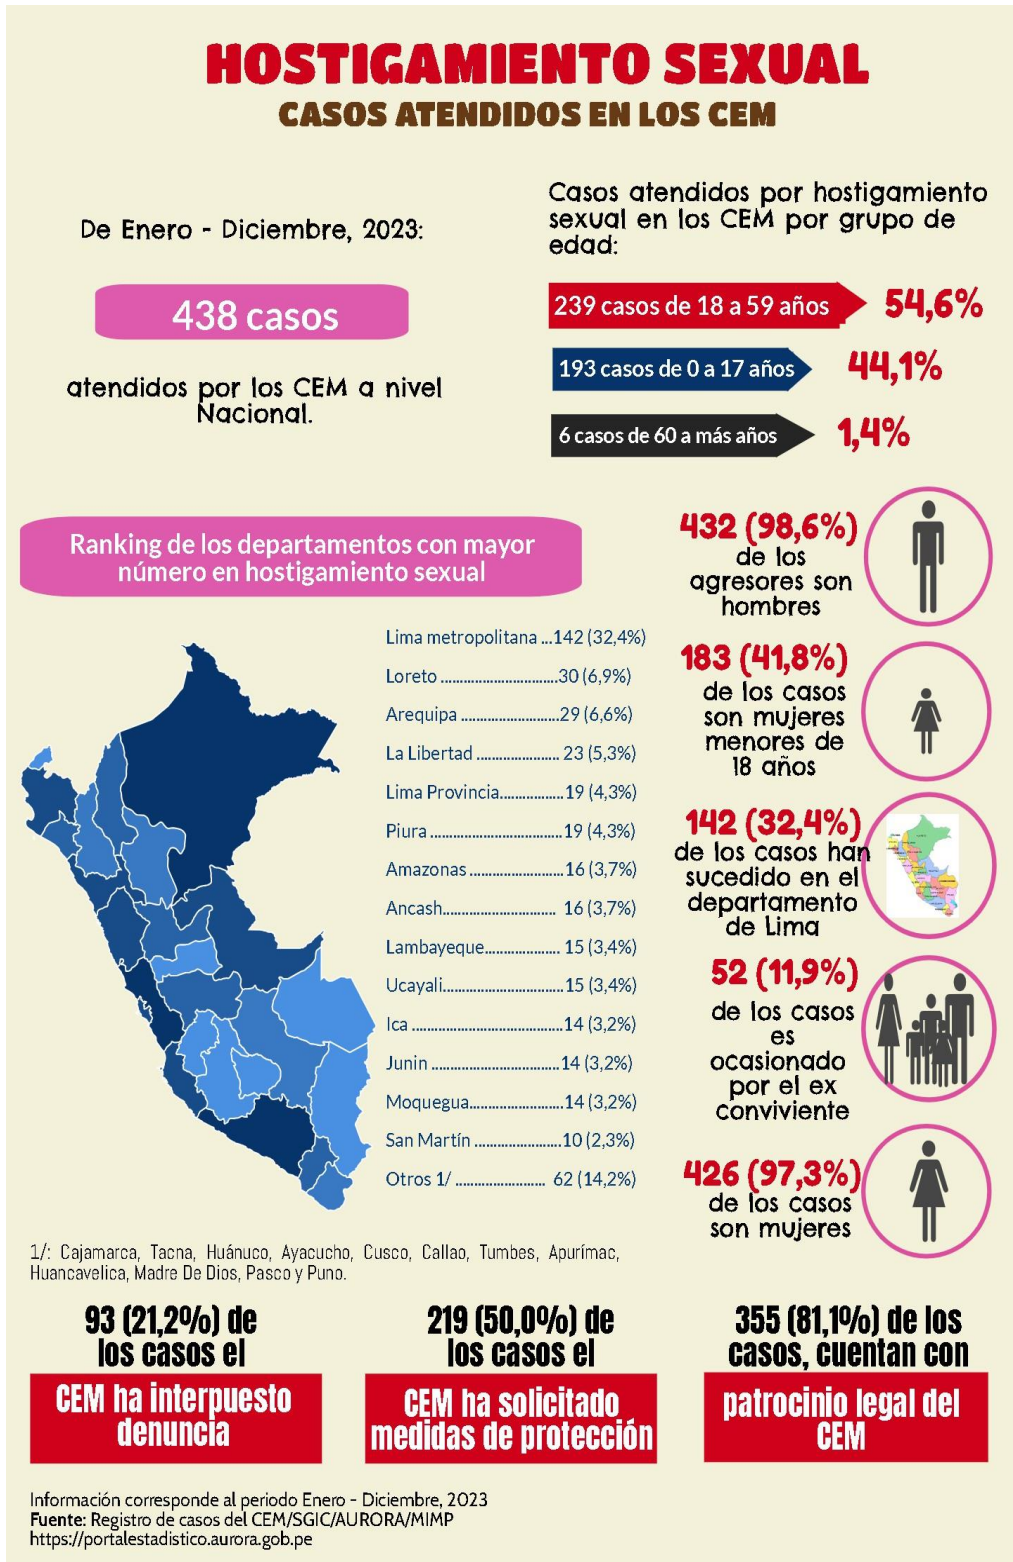 HOSTIGAMIENTO SEXUAL
CASOS ATENDIDOS EN LOS CEM
De Enero - Diciembre, 2023:
438 casos
atendidos por los CEM a nivel
Nacional.
Casos atendidos por hostigamiento
sexual en los CEM por grupo de
edad:
239 casos de 18 a 59 años 54,6%
193 casos de 0 a 17 años 44,1%
6 casos de 60 a más años 1,4%
Ranking de los departamentos con mayor
número en hostigamiento sexual
Lima metropolitana ...142 (32,4%)
Loreto ..............................30 (6,9%)
Arequipa .........................29 (6,6%)
La Libertad ..................... 23 (5,3%)
Lima Provincia................19 (4,3%)
Piura ..................................19 (4,3%)
Amazonas ........................16 (3,7%)
Ancash............................. 16 (3,7%)
Lambayeque................... 15 (3,4%)
Ucayali..............................15 (3,4%)
Ica .......................................14 (3,2%)
Junin .................................14 (3,2%)
Moquegua........................14 (3,2%)
San Martín ......................10 (2,3%)
Otros 1/ ....................... 62 (14,2%)
432 (98,6%)
de los
agresores son
hombres
183 (41,8%)
de los casos
son mujeres
menores de
18 años
142 (32,4%)
de los casos han
sucedido en el
departamento
de Lima
52 (11,9%)
de los casos
es
ocasionado
por el ex
conviviente
426 (97,3%)
de los casos
son mujeres
1/: Cajamarca, Tacna, Huánuco, Ayacucho, Cusco, Callao, Tumbes, Apurímac,
Huancavelica, Madre De Dios, Pasco y Puno.
93 (21,2%) de
los casos el
CEM ha interpuesto
denuncia
219 (50,0%) de
los casos el
CEM ha solicitado
medidas de protección
355 (81,1%) de los
casos, cuentan con
patrocinio legal del
CEM
Información corresponde al periodo Enero - Diciembre, 2023
Fuente: Registro de casos del CEM/SGIC/AURORA/MIMP
https://portalestadistico.aurora.gob.pe